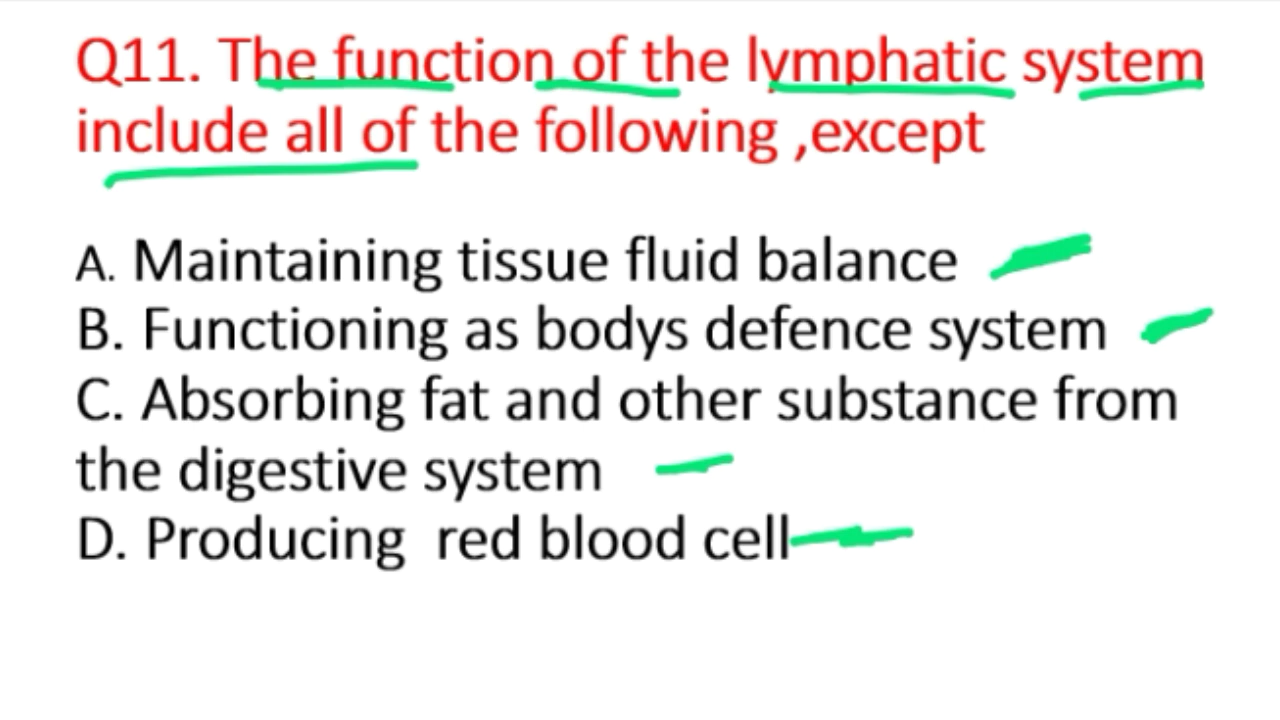 Q11. The function of the lymphatic system
include all of the following ,except
A. Maintaining tissue fluid balance
B. Functioning as bodys defence system
C. Absorbing fat and other substance from
the digestive system
D. Producing  red blood cell